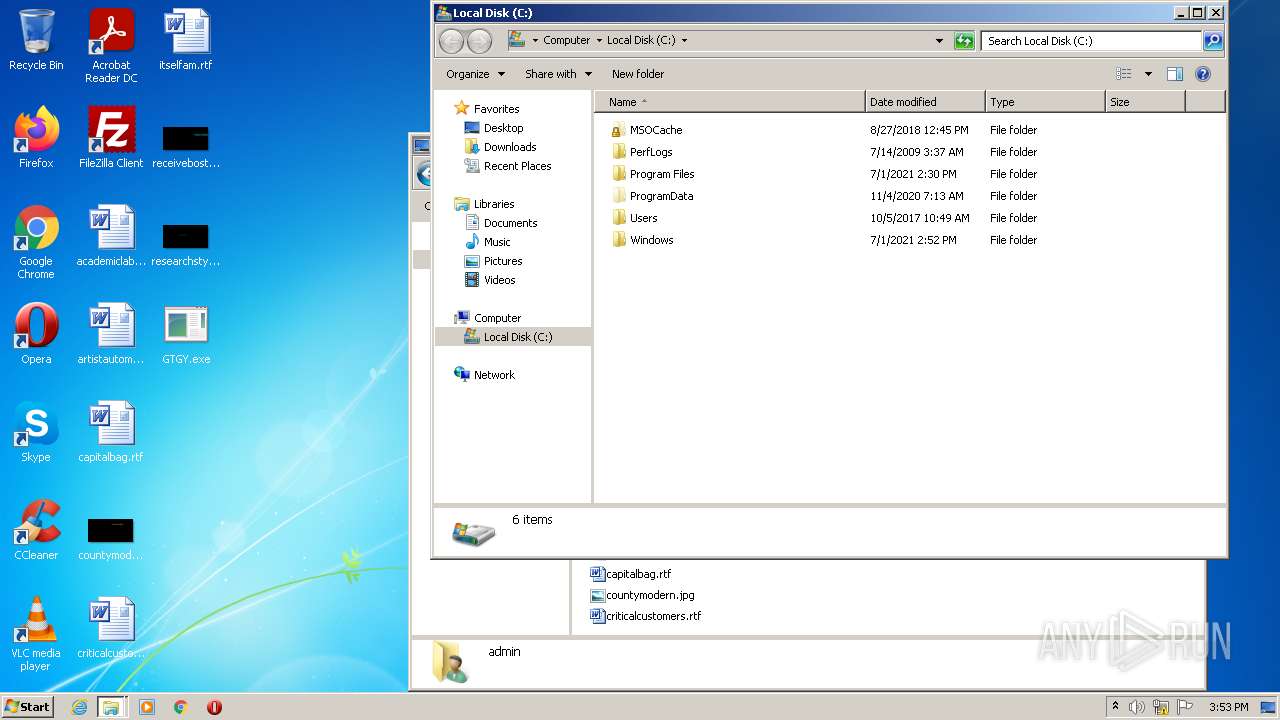 Recycle Bin
Acrobat Reader DC
itselfam.rtf
Firefox
FileZilla Client
receivebost...
Google Chrome
academiclab...
researchsty...
Opera
artistautom...
GTGY.exe
Skype
capitalbag.rtf
CCleaner
countymod...
VLC media player
criticalcusto...
Local Disk (C:)
Computer
Local Disk (C:)
Search Local Disk (C:)
Organize
Share with
New folder
Favorites
Desktop
Downloads
Recent Places
Libraries
Documents
Music
Pictures
Videos
Computer
Local Disk (C:)
Network
Name
Date modified
Type
Size
MSOCache 8/27/2018 12:45 PM File folder
PerfLogs 7/14/2009 3:37 AM File folder
Program Files 7/1/2021 2:30 PM File folder
ProgramData 11/4/2020 7:13 AM File folder
Users 10/5/2017 10:49 AM File folder
Windows 7/1/2021 2:52 PM File folder
6 items
capitalbag.rtf
countymodern.jpg
criticalcustomers.rtf
admin
ANY RUN
Start
3:53 PM